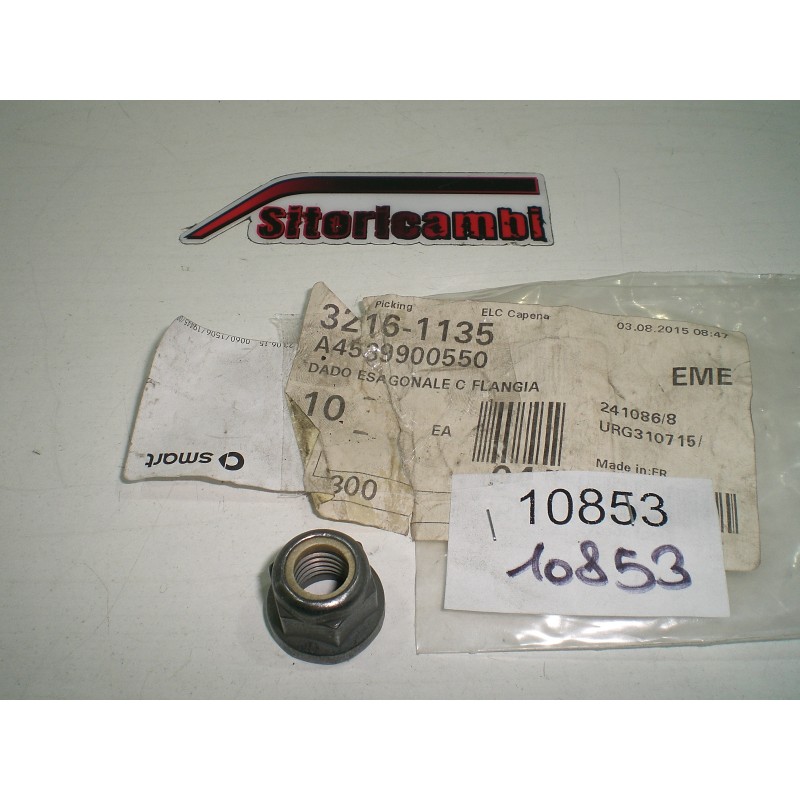 Sitoricambi
Picking
ELC Capena
03.08.2015 08:47
3216-1135
A4539900550
DADO ESAGONALE C FLANGIA
EME
10
EA
241086/8
URG310715/
Made in:FR
300
smart
10853
10853